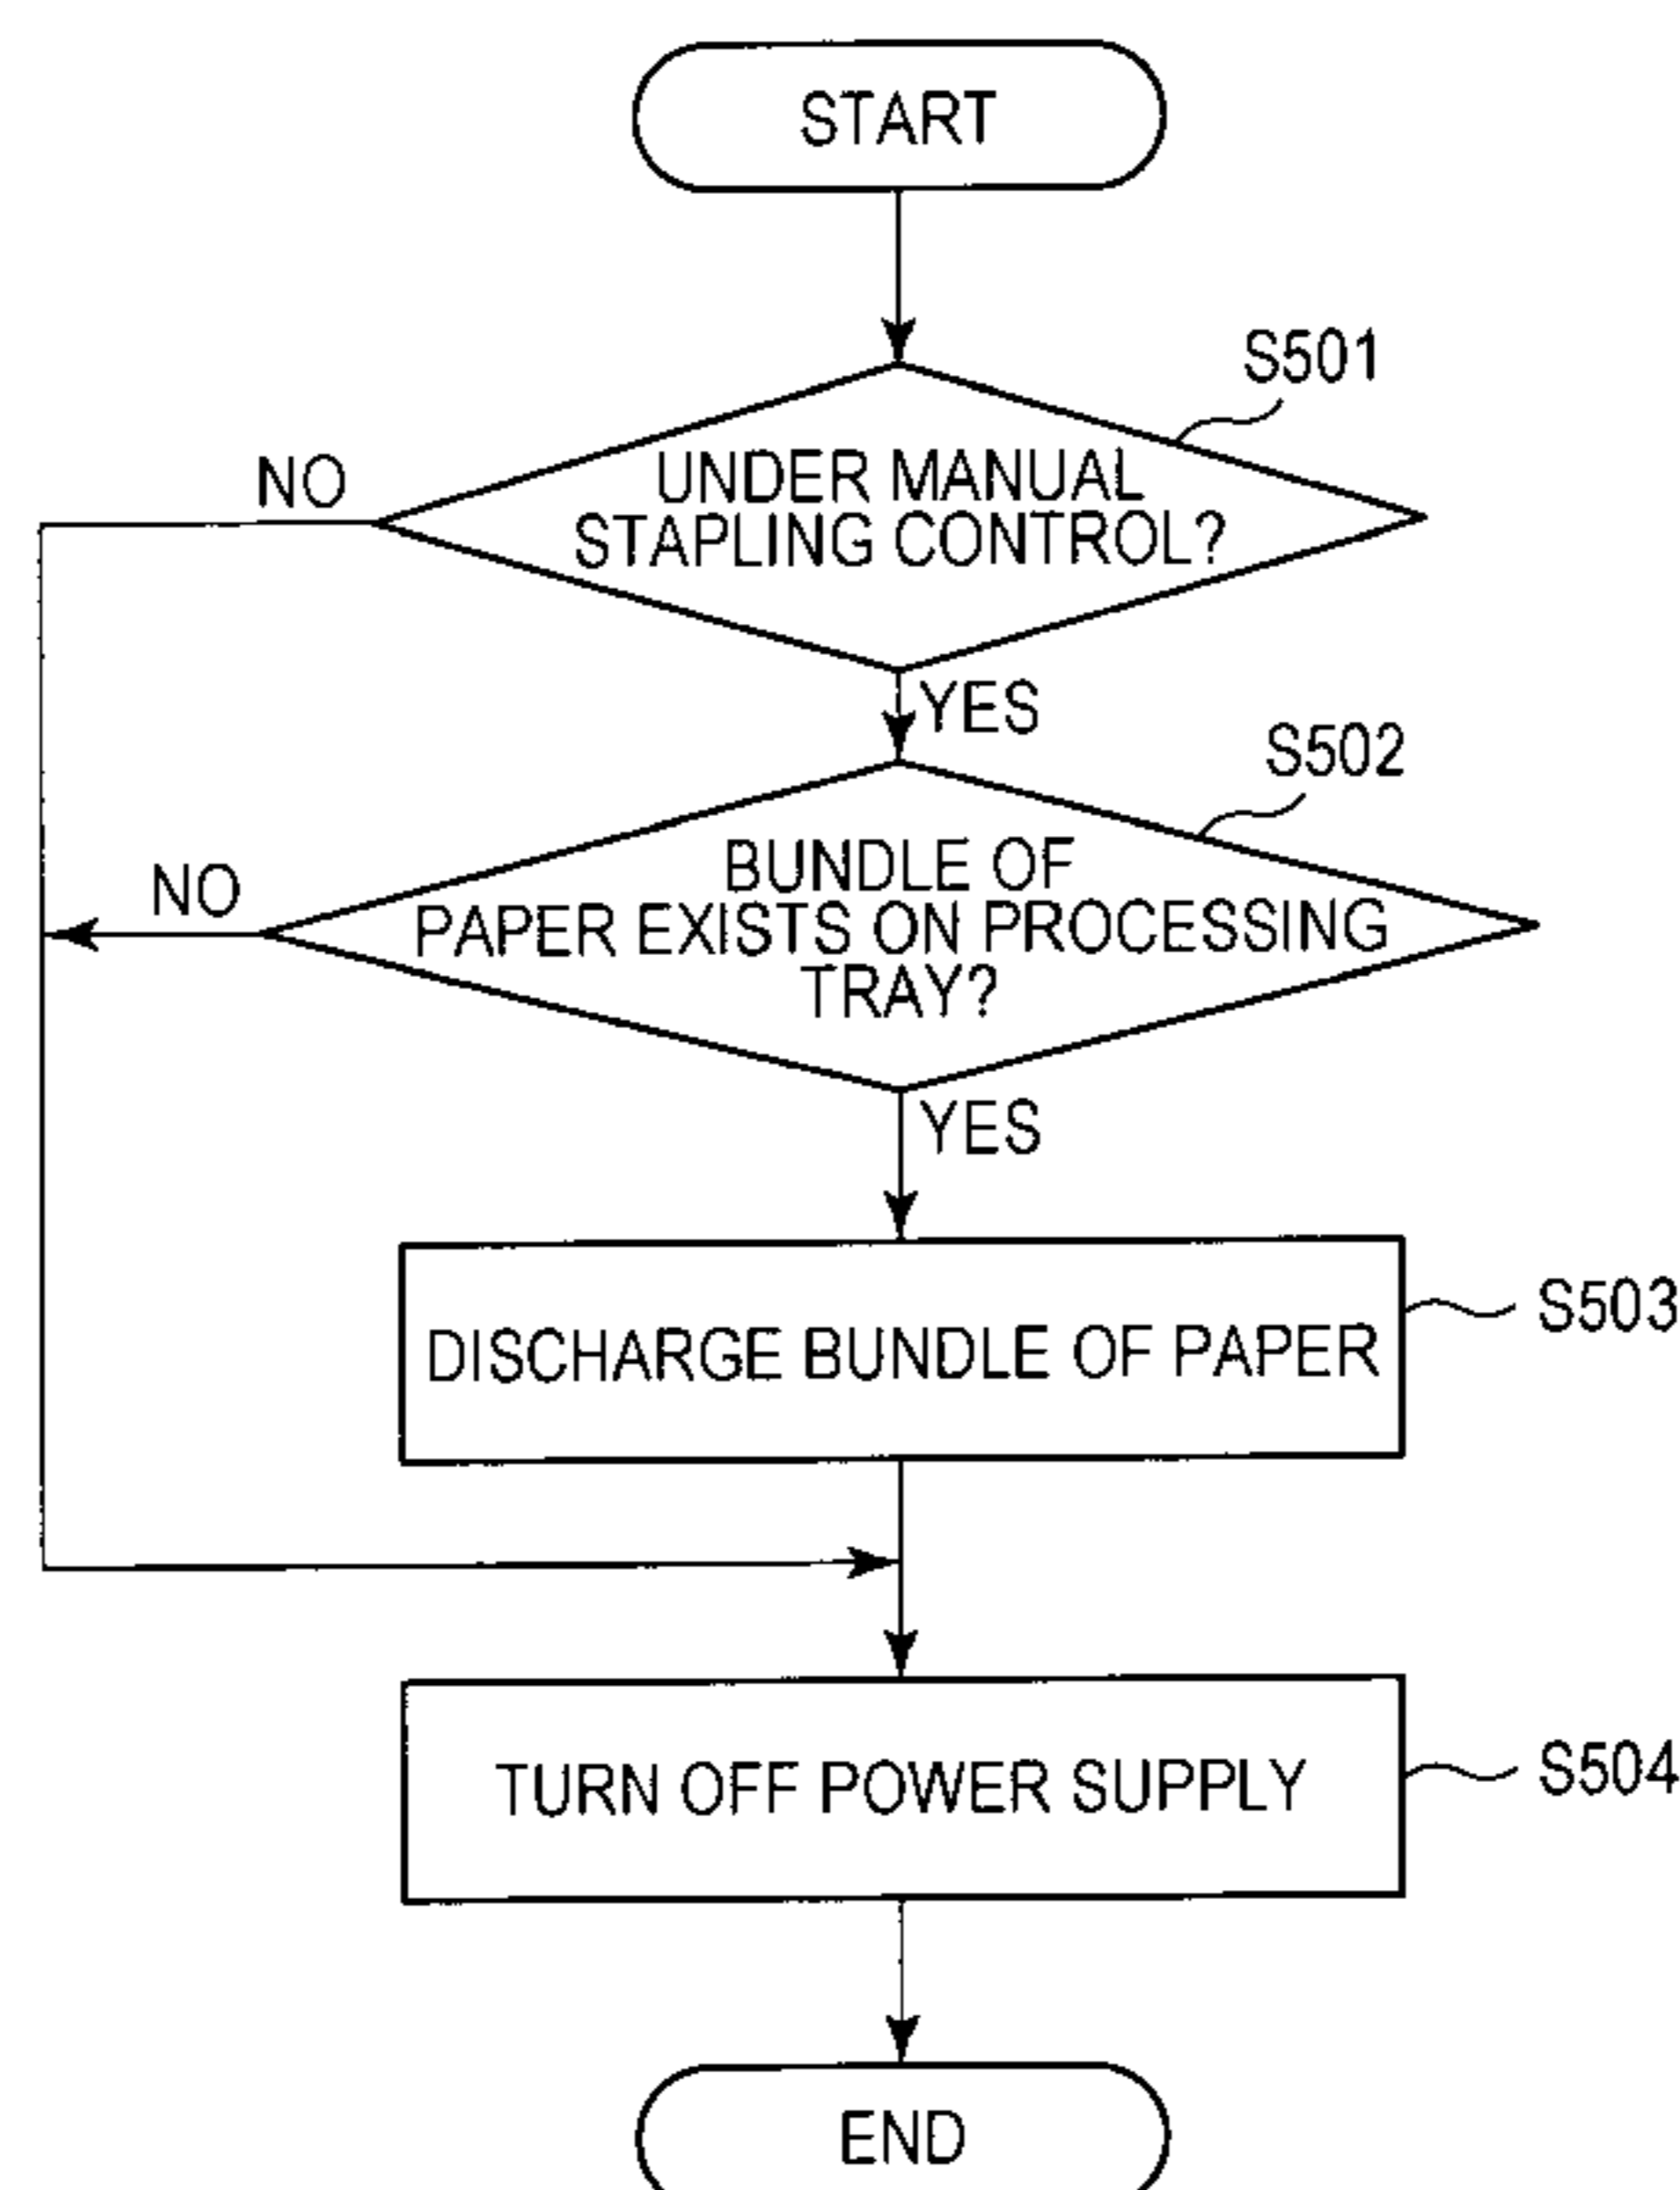 START
S501
NO
UNDER MANUAL
STAPLING CONTROL?
YES
S502
NO
BUNDLE OF
PAPER EXISTS ON PROCESSING
TRAY?
YES
S503
DISCHARGE BUNDLE OF PAPER
S504
TURN OFF POWER SUPPLY
END